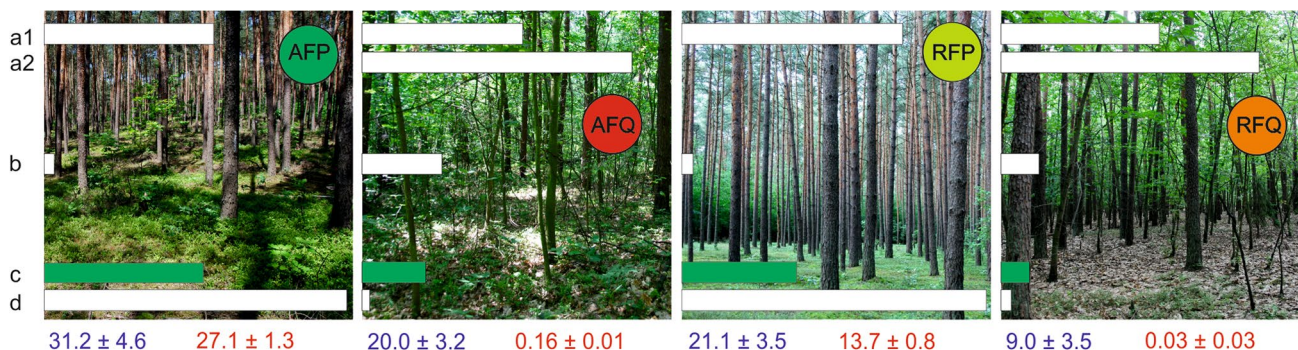 a1
a2
b
c
d
AFP
AFQ
RFP
RFQ
31.2 ± 4.6 27.1 ± 1.3 20.0 ± 3.2 0.16 ± 0.01 21.1 ± 3.5 13.7 ± 0.8 9.0 ± 3.5 0.03 ± 0.03